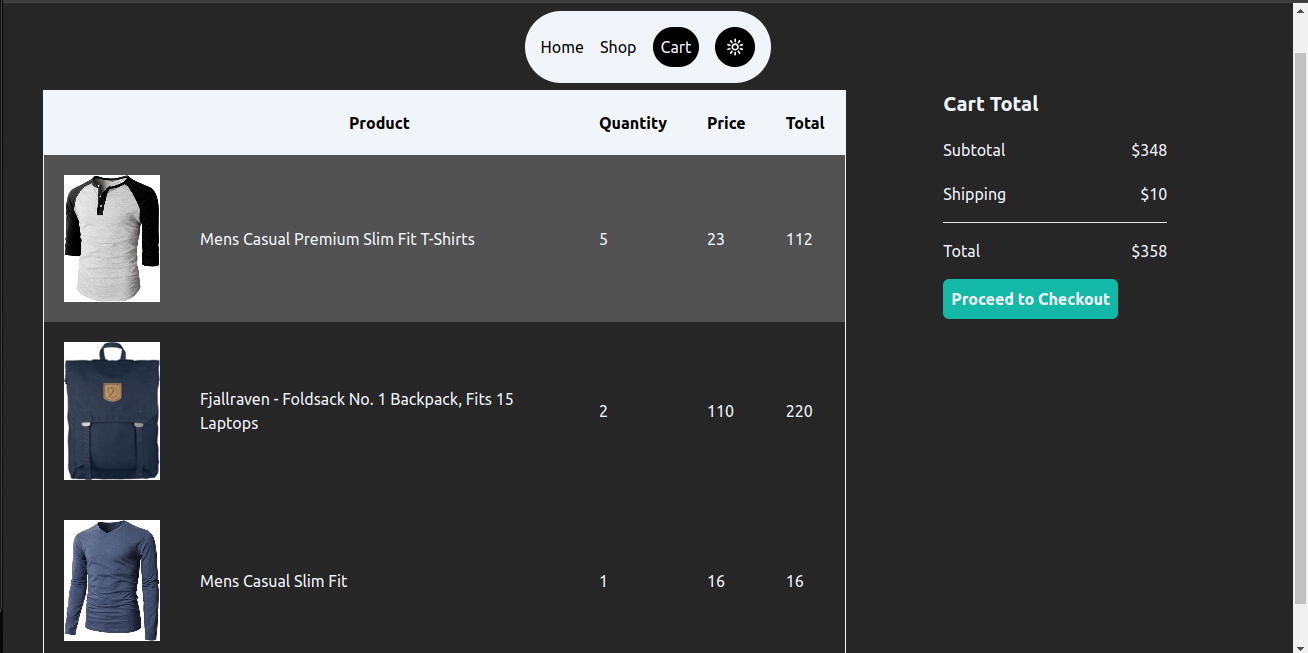 Home Shop Cart
Product Quantity Price Total
Mens Casual Premium Slim Fit T-Shirts 5 23 112
Fjallraven - Foldsack No. 1 Backpack, Fits 15
Laptops 2 110 220
Mens Casual Slim Fit 1 16 16
Cart Total
Subtotal $348
Shipping $10
Total $358
Proceed to Checkout